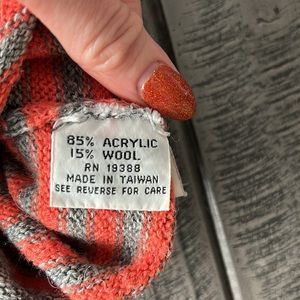 85% ACRYLIC
15% WOOL
RN 19388
MADE IN TAIWAN
SEE REVERSE FOR CARE